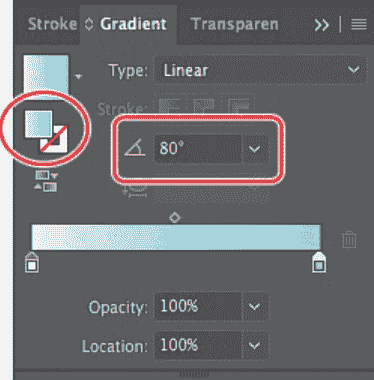 Stroke Gradient Transparen
Type: Linear
Stroke:
80°
Opacity: 100%
Location: 100%